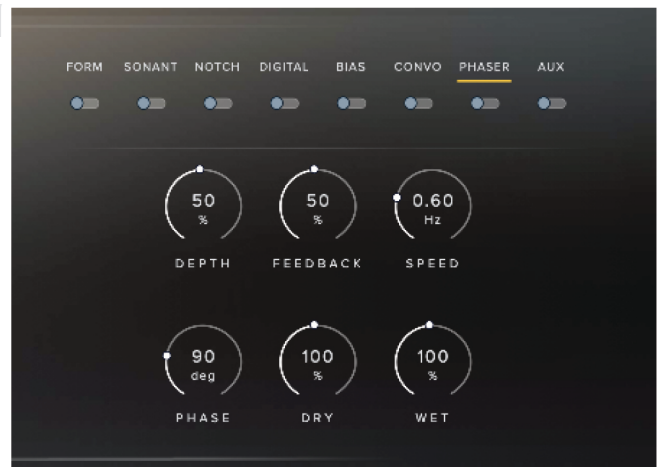 FORM SONANT NOTCH DIGITAL BIAS CONVO PHASER AUX
50 50 0.60
% % Hz
DEPTH FEEDBACK SPEED
90 100 100
deg % %
PHASE DRY WET